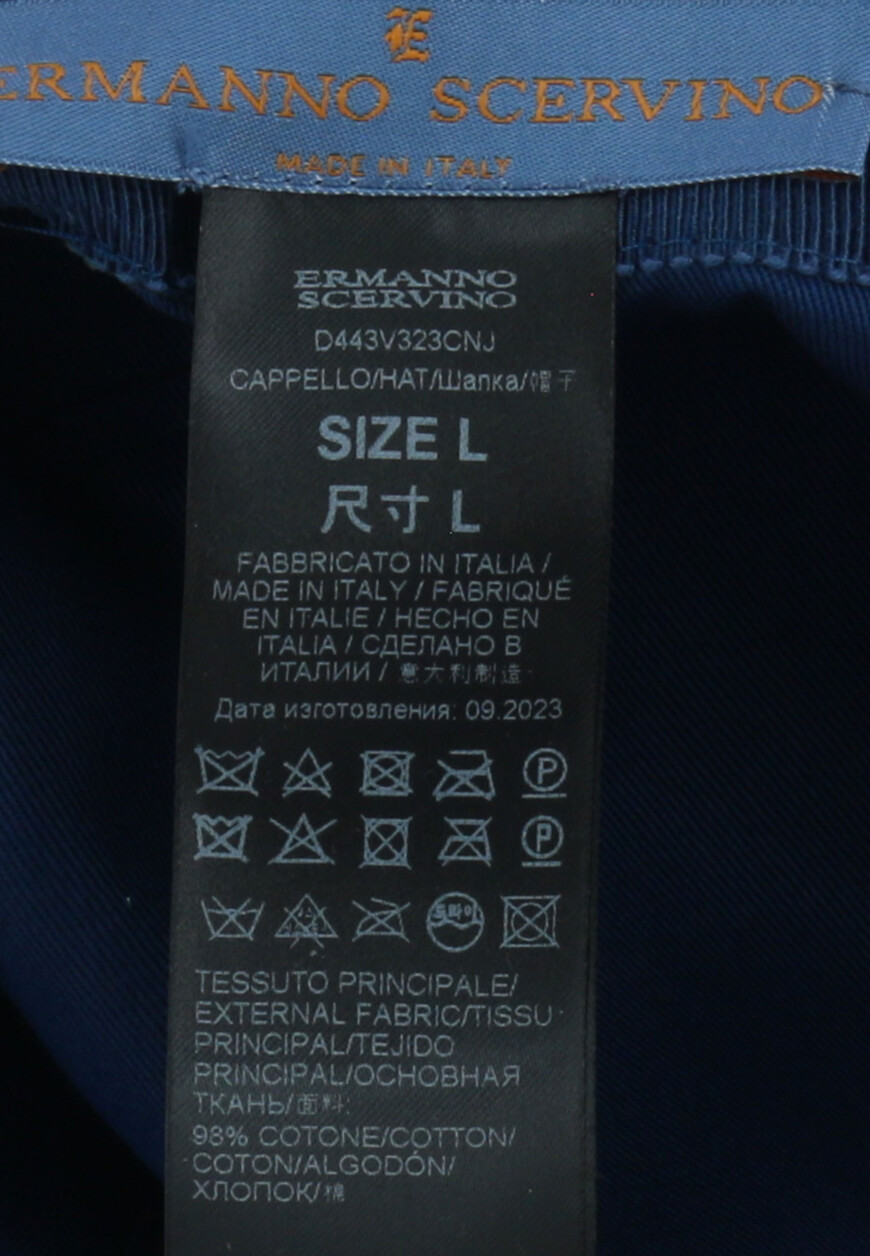 E
ERMANNO SCERVINO
MADE IN ITALY
ERMANNO
SCERVINO
D443V323CNJ
CAPPELLO/HAT/Шапка/帽子
SIZE L
尺寸 L
FABBRICATO IN ITALIA /
MADE IN ITALY / FABRIQUÉ
EN ITALIE / HECHO EN
ITALIA / СДЕЛАНО В
ИТАЛИИ / 意大利制造
Дата изготовления: 09.2023
P
P
드라이
TESSUTO PRINCIPALE/
EXTERNAL FABRIC/TISSU
PRINCIPAL/TEJIDO
PRINCIPAL/ОСНОВНАЯ
ТКАНЬ/面料:
98% COTONE/COTTON/
COTON/ALGODÓN/
ХЛОПОК/棉